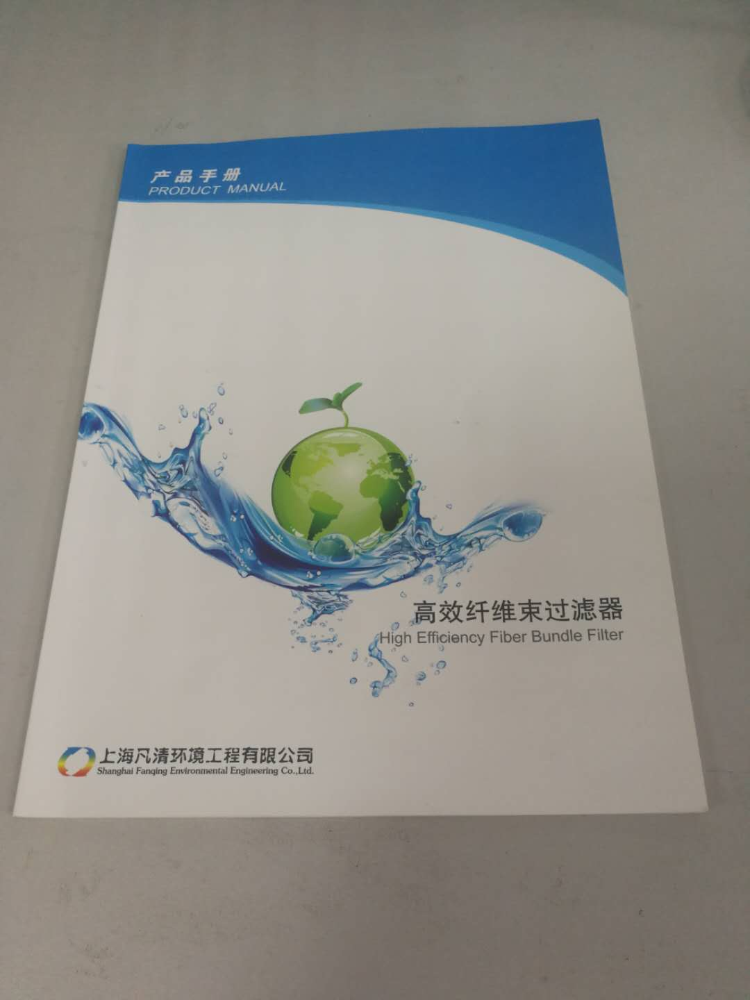 产品手册
PRODUCT MANUAL
高效纤维束过滤器
High Efficiency Fiber Bundle Filter
上海凡清环境工程有限公司
Shanghai Fanqing Environmental Engineering Co.,Ltd.